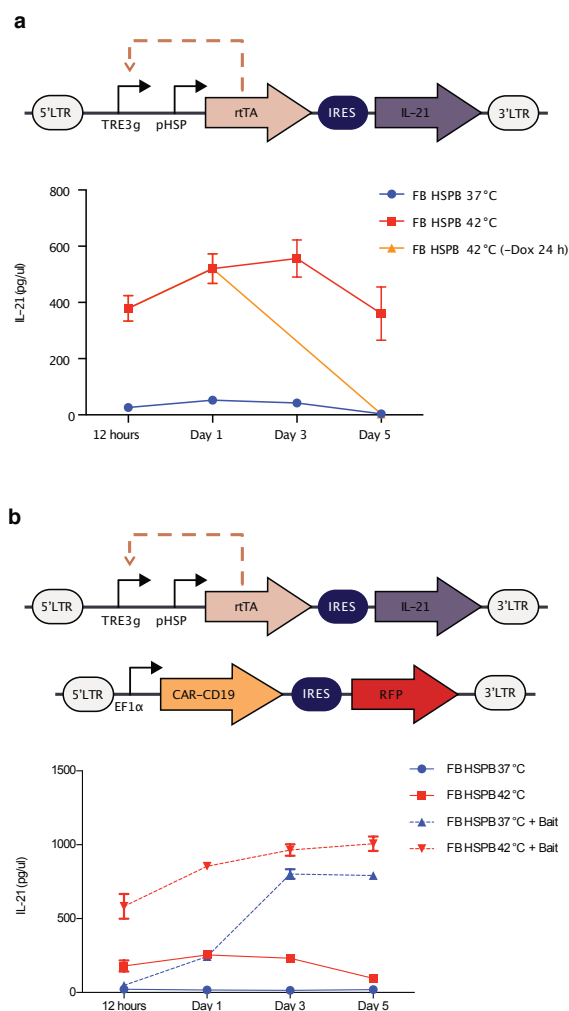 a
5'LTR
TRE3g
pHSP
rtTA
IRES
IL–21
3'LTR
800
600
400
200
0
IL–21 (pg/ul)
12 hours
Day 1
Day 3
Day 5
FB HSPB 37°C
FB HSPB 42°C
FB HSPB 42°C (–Dox 24 h)
b
5'LTR
TRE3g
pHSP
rtTA
IRES
IL–21
3'LTR
5'LTR
EF1α
CAR–CD19
IRES
RFP
3'LTR
1500
1000
500
0
IL–21 (pg/ul)
12 hours
Day 1
Day 3
Day 5
FB HSPB 37°C
FB HSPB 42°C
FB HSPB 37°C + Bait
FB HSPB 42°C + Bait